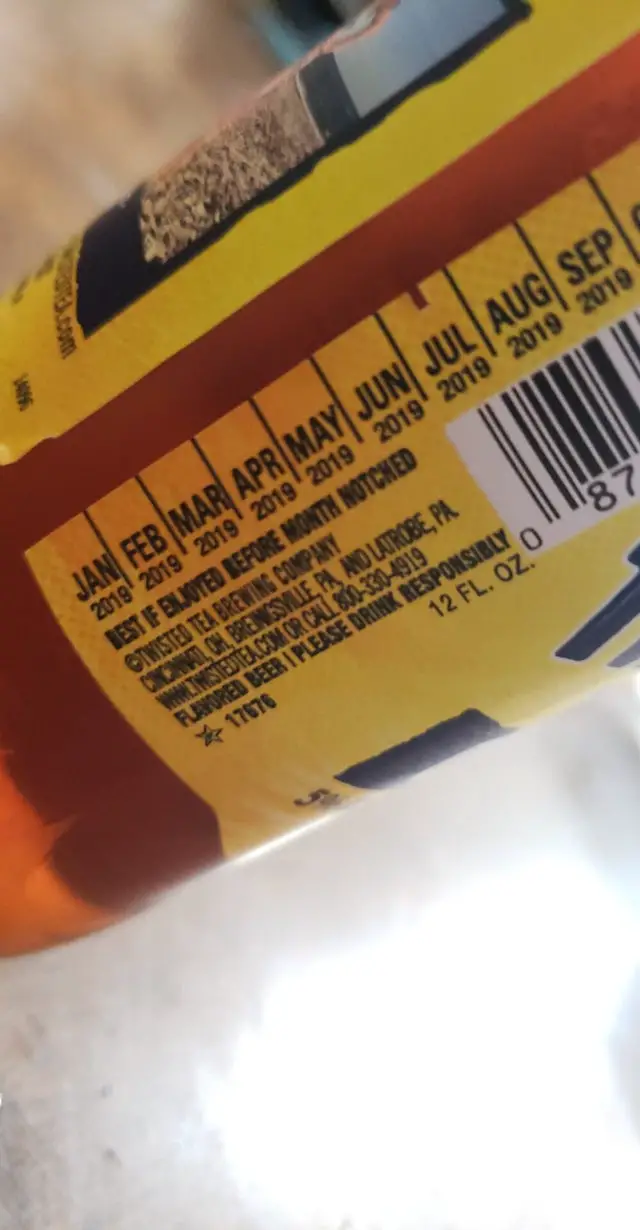 JAN FEB MAR APR MAY JUN JUL AUG SEP
2019 2019 2019 2019 2019 2019 2019 2019 2019
BEST IF ENJOYED BEFORE MONTH NOTCHED
©TWISTED TEA BREWING COMPANY
CINCINNATI, OH, BREINIGSVILLE, PA, AND LATROBE, PA
WWW.TWISTEDTEA.COM OR CALL 800-330-4919
FLAVORED BEER | PLEASE DRINK RESPONSIBLY
17676
12 FL. OZ.
0 87